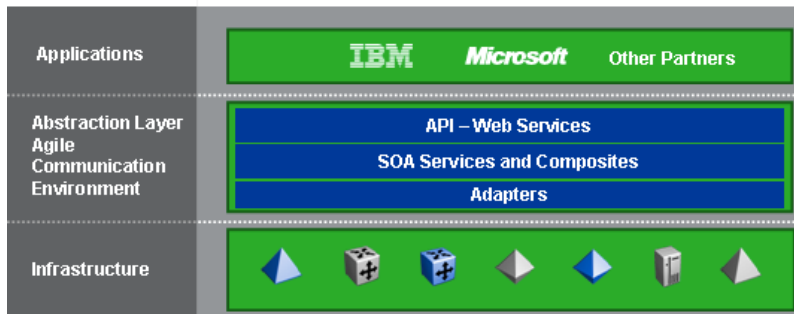 Applications
IBM Microsoft Other Partners
Abstraction Layer
Agile
Communication
Environment
API – Web Services
SOA Services and Composites
Adapters
Infrastructure